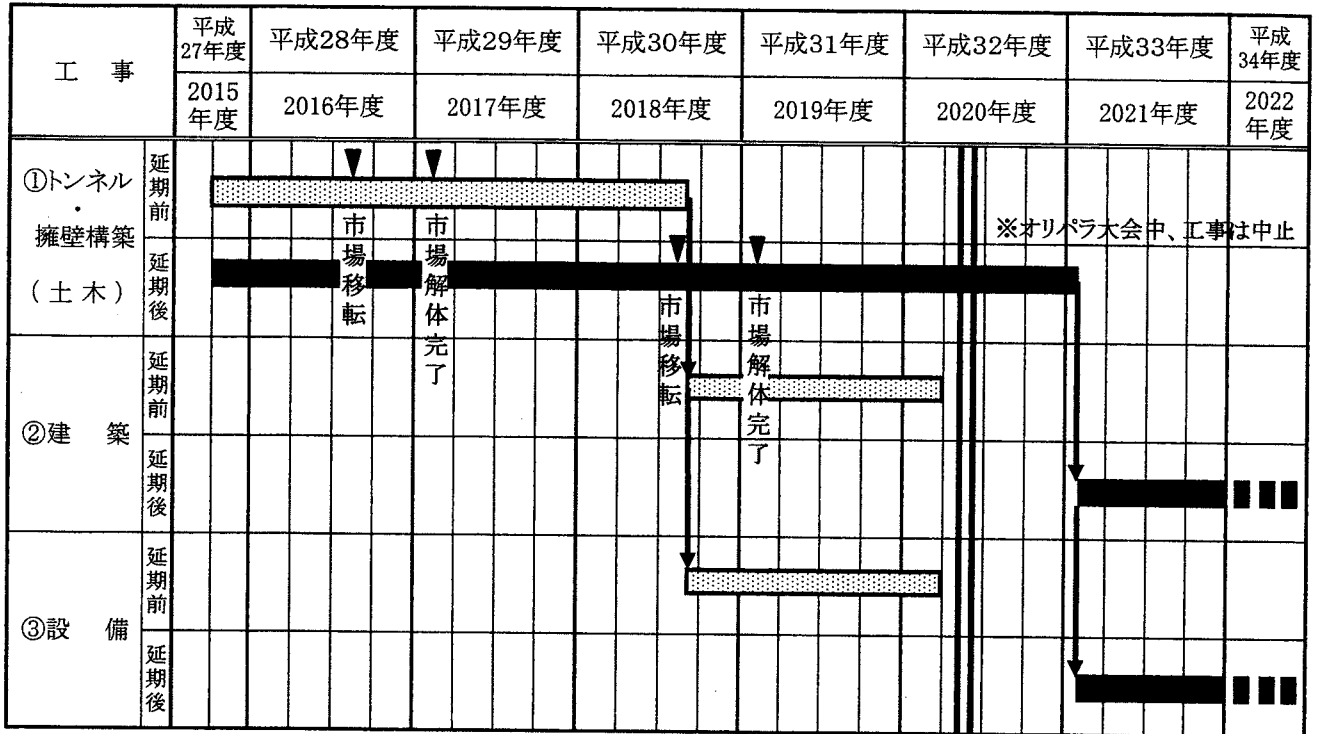 工 事
平成
27年度
平成28年度
平成29年度
平成30年度
平成31年度
平成32年度
平成33年度
平成
34年度
2015
年度
2016年度
2017年度
2018年度
2019年度
2020年度
2021年度
2022
年度
①トンネル
・
擁壁構築
(土木)
延期前
延期後
市場移転
市場解体完了
市場移転
市場解体完了
※オリパラ大会中、工事は中止
②建 築
延期前
延期後
③設 備
延期前
延期後